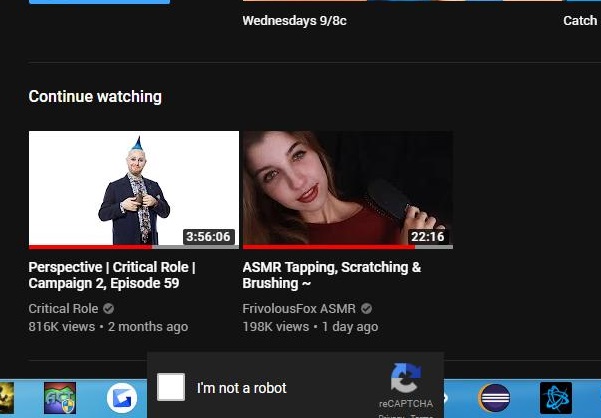 Wednesdays 9/8c
Catch
Continue watching
3:56:06
22:16
Perspective | Critical Role |
Campaign 2, Episode 59
ASMR Tapping, Scratching &
Brushing ~
Critical Role
FrivolousFox ASMR
816K views • 2 months ago
198K views • 1 day ago
I'm not a robot
reCAPTCHA
Privacy - Terms